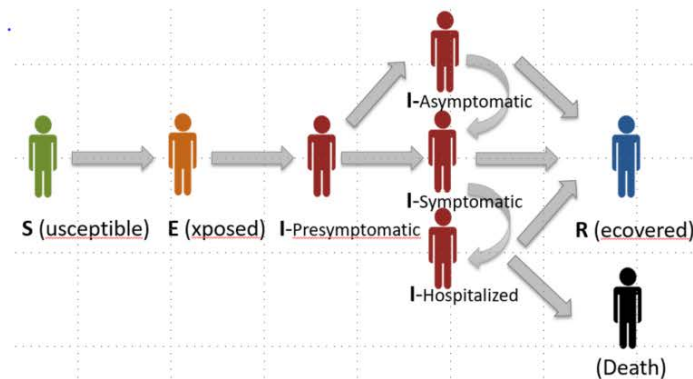 I-Asymptomatic
I-Symptomatic
S (usceptible)
E (xposed)
I-Presymptomatic
R (ecovered)
I-Hospitalized
(Death)